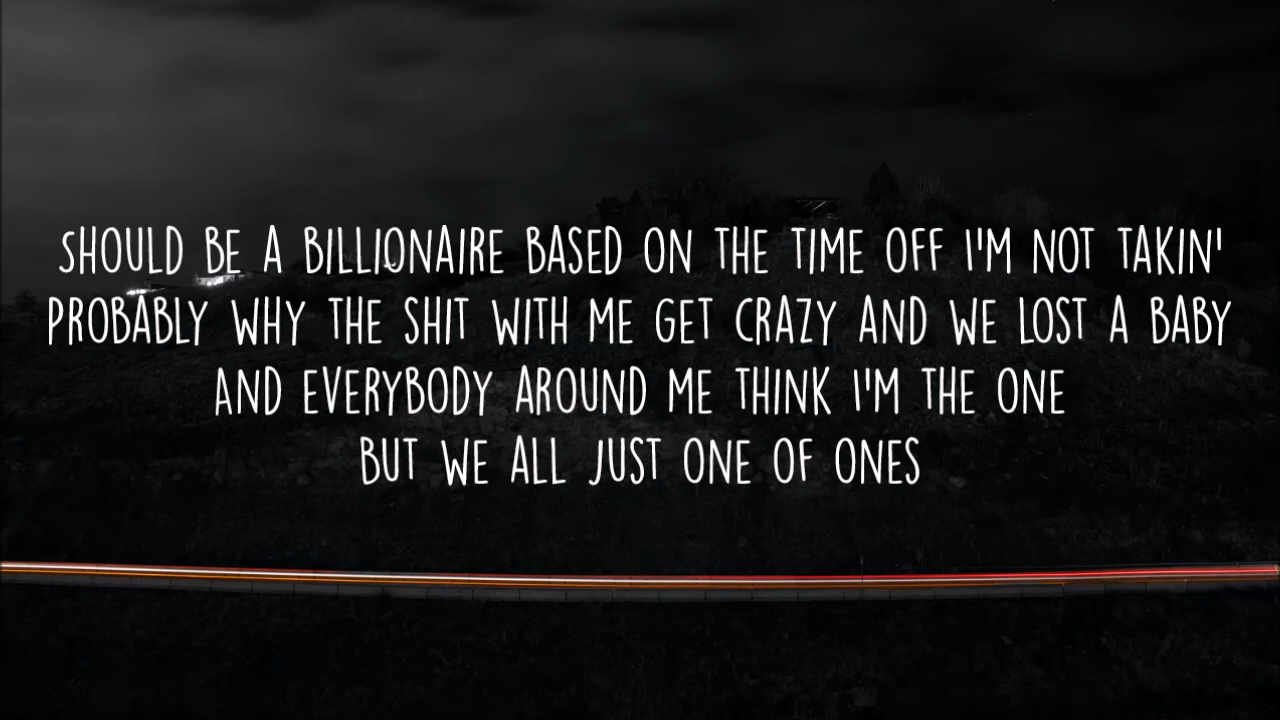 SHOULD BE A BILLIONAIRE BASED ON THE TIME OFF I'M NOT TAKIN'
PROBABLY WHY THE SHIT WITH ME GET CRAZY AND WE LOST A BABY
AND EVERYBODY AROUND ME THINK I'M THE ONE
BUT WE ALL JUST ONE OF ONES